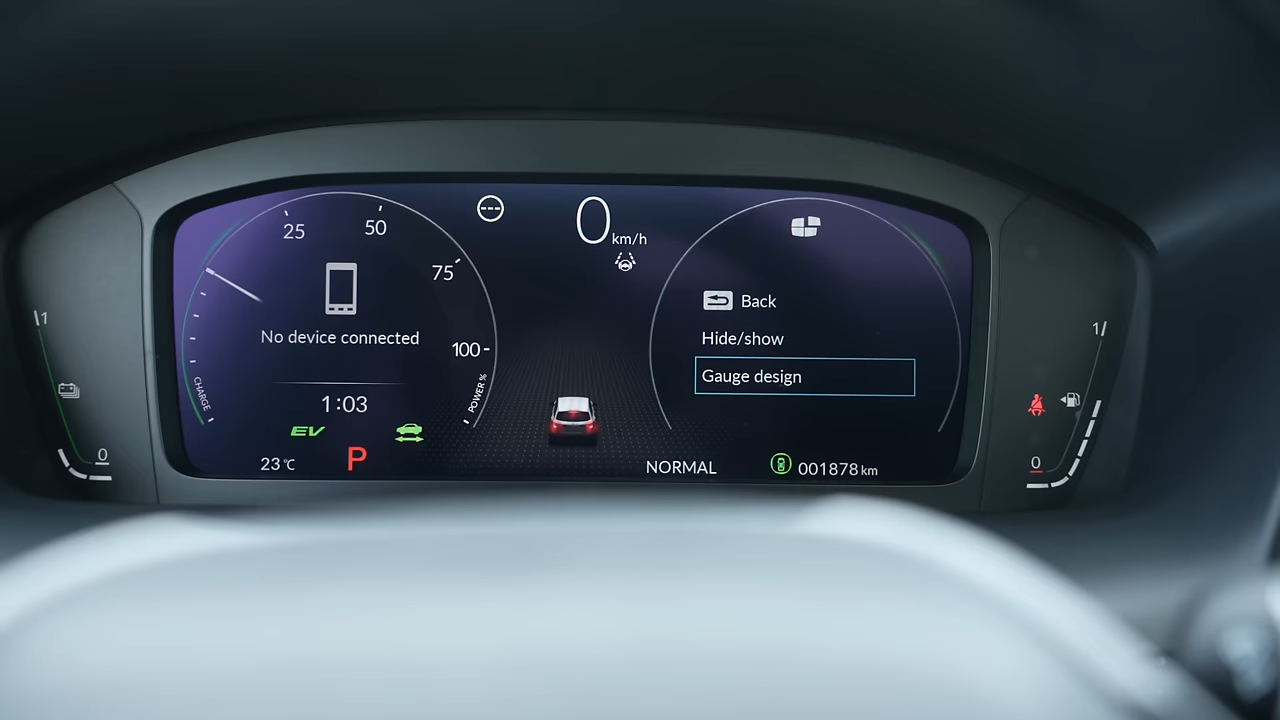 0 km/h
25
50
75
100
POWER %
CHARGE
No device connected
1:03
EV
23 ℃
P
Back
Hide/show
Gauge design
NORMAL
001878 km
1
0
1
0